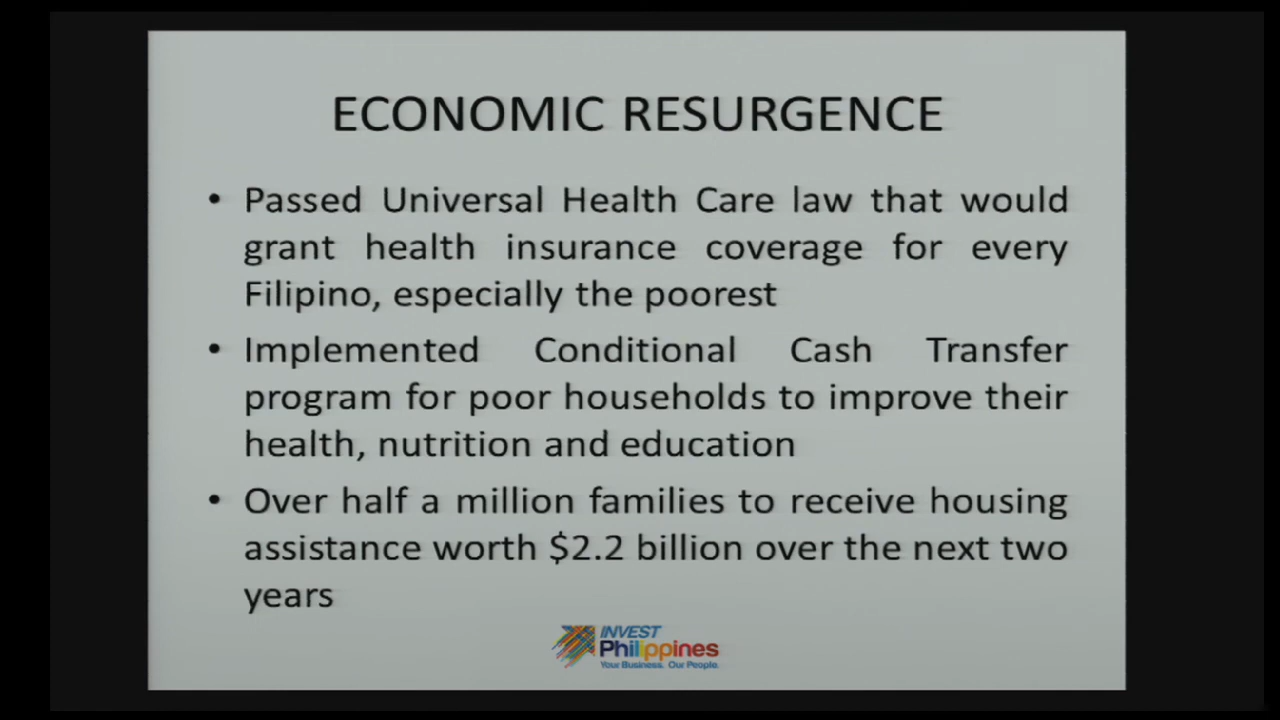 ECONOMIC RESURGENCE
• Passed Universal Health Care law that would
grant health insurance coverage for every
Filipino, especially the poorest
• Implemented Conditional Cash Transfer
program for poor households to improve their
health, nutrition and education
• Over half a million families to receive housing
assistance worth $2.2 billion over the next two
years
INVEST
Philippines
Your Business. Our People.